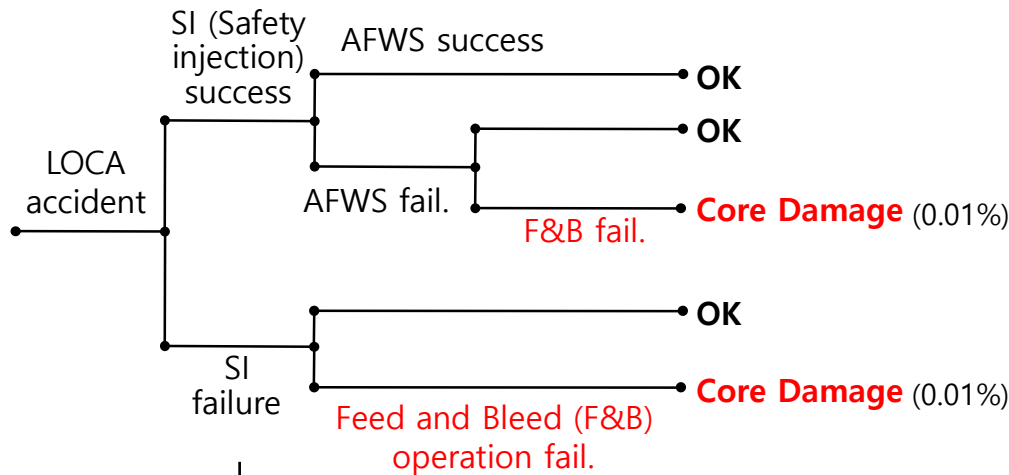 SI (Safety
injection)
success
AFWS success
OK
OK
LOCA
accident
AFWS fail.
F&B fail.
Core Damage (0.01%)
OK
SI
failure
Core Damage (0.01%)
Feed and Bleed (F&B)
operation fail.